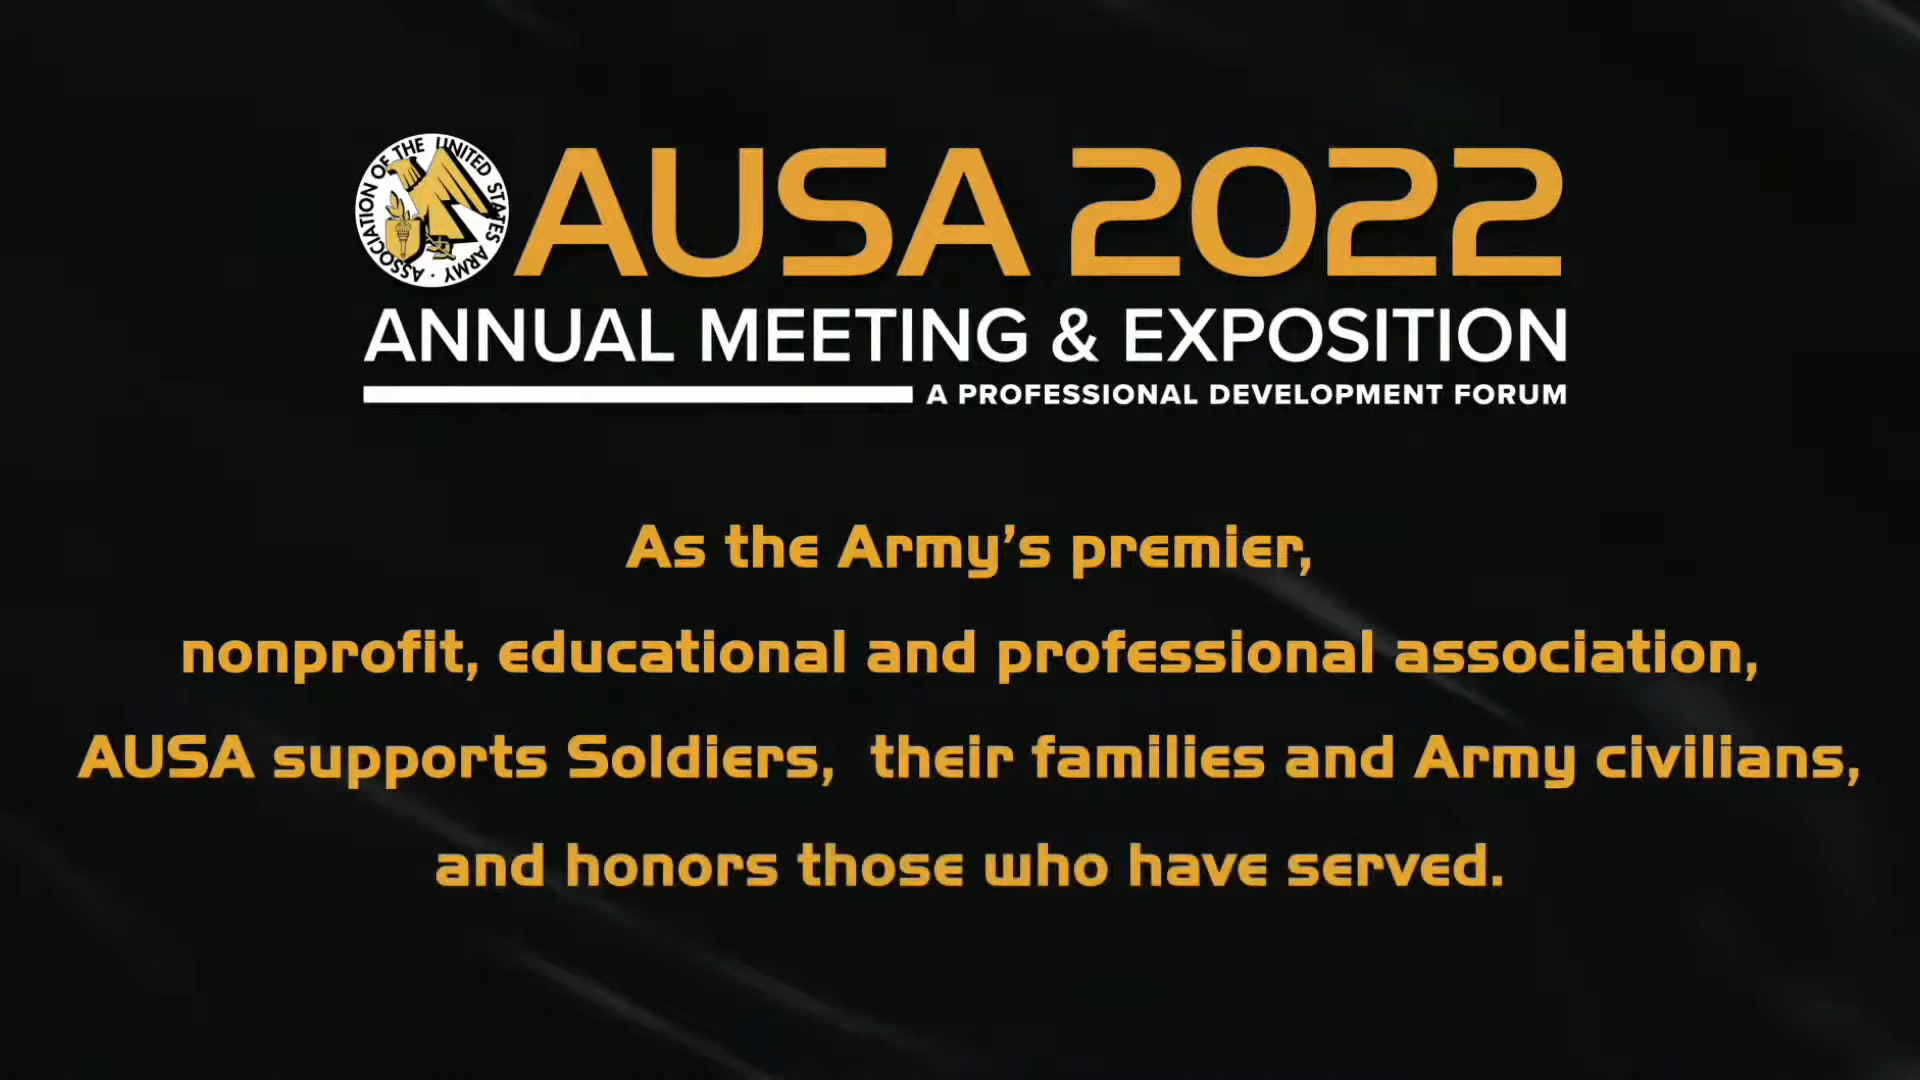 ASSOCIATION OF THE UNITED STATES ARMY ·
AUSA 2022
ANNUAL MEETING & EXPOSITION
A PROFESSIONAL DEVELOPMENT FORUM
As the Army’s premier,
nonprofit, educational and professional association,
AUSA supports Soldiers, their families and Army civilians,
and honors those who have served.